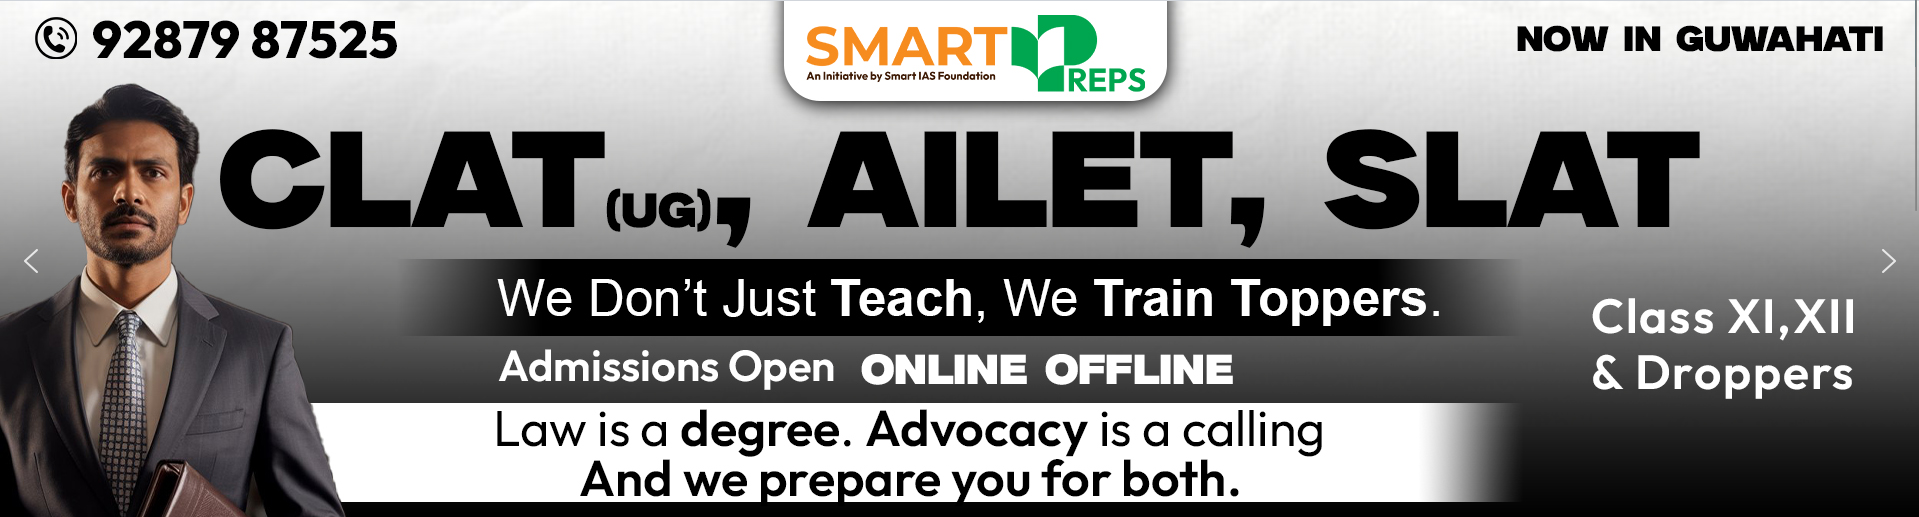 92879 87525
SMART PREPS
An Initiative by Smart IAS Foundation
NOW IN GUWAHATI
CLAT(UG), AILET, SLAT
We Don't Just Teach, We Train Toppers.
Admissions Open ONLINE OFFLINE
Class XI,XII
& Droppers
Law is a degree. Advocacy is a calling
And we prepare you for both.